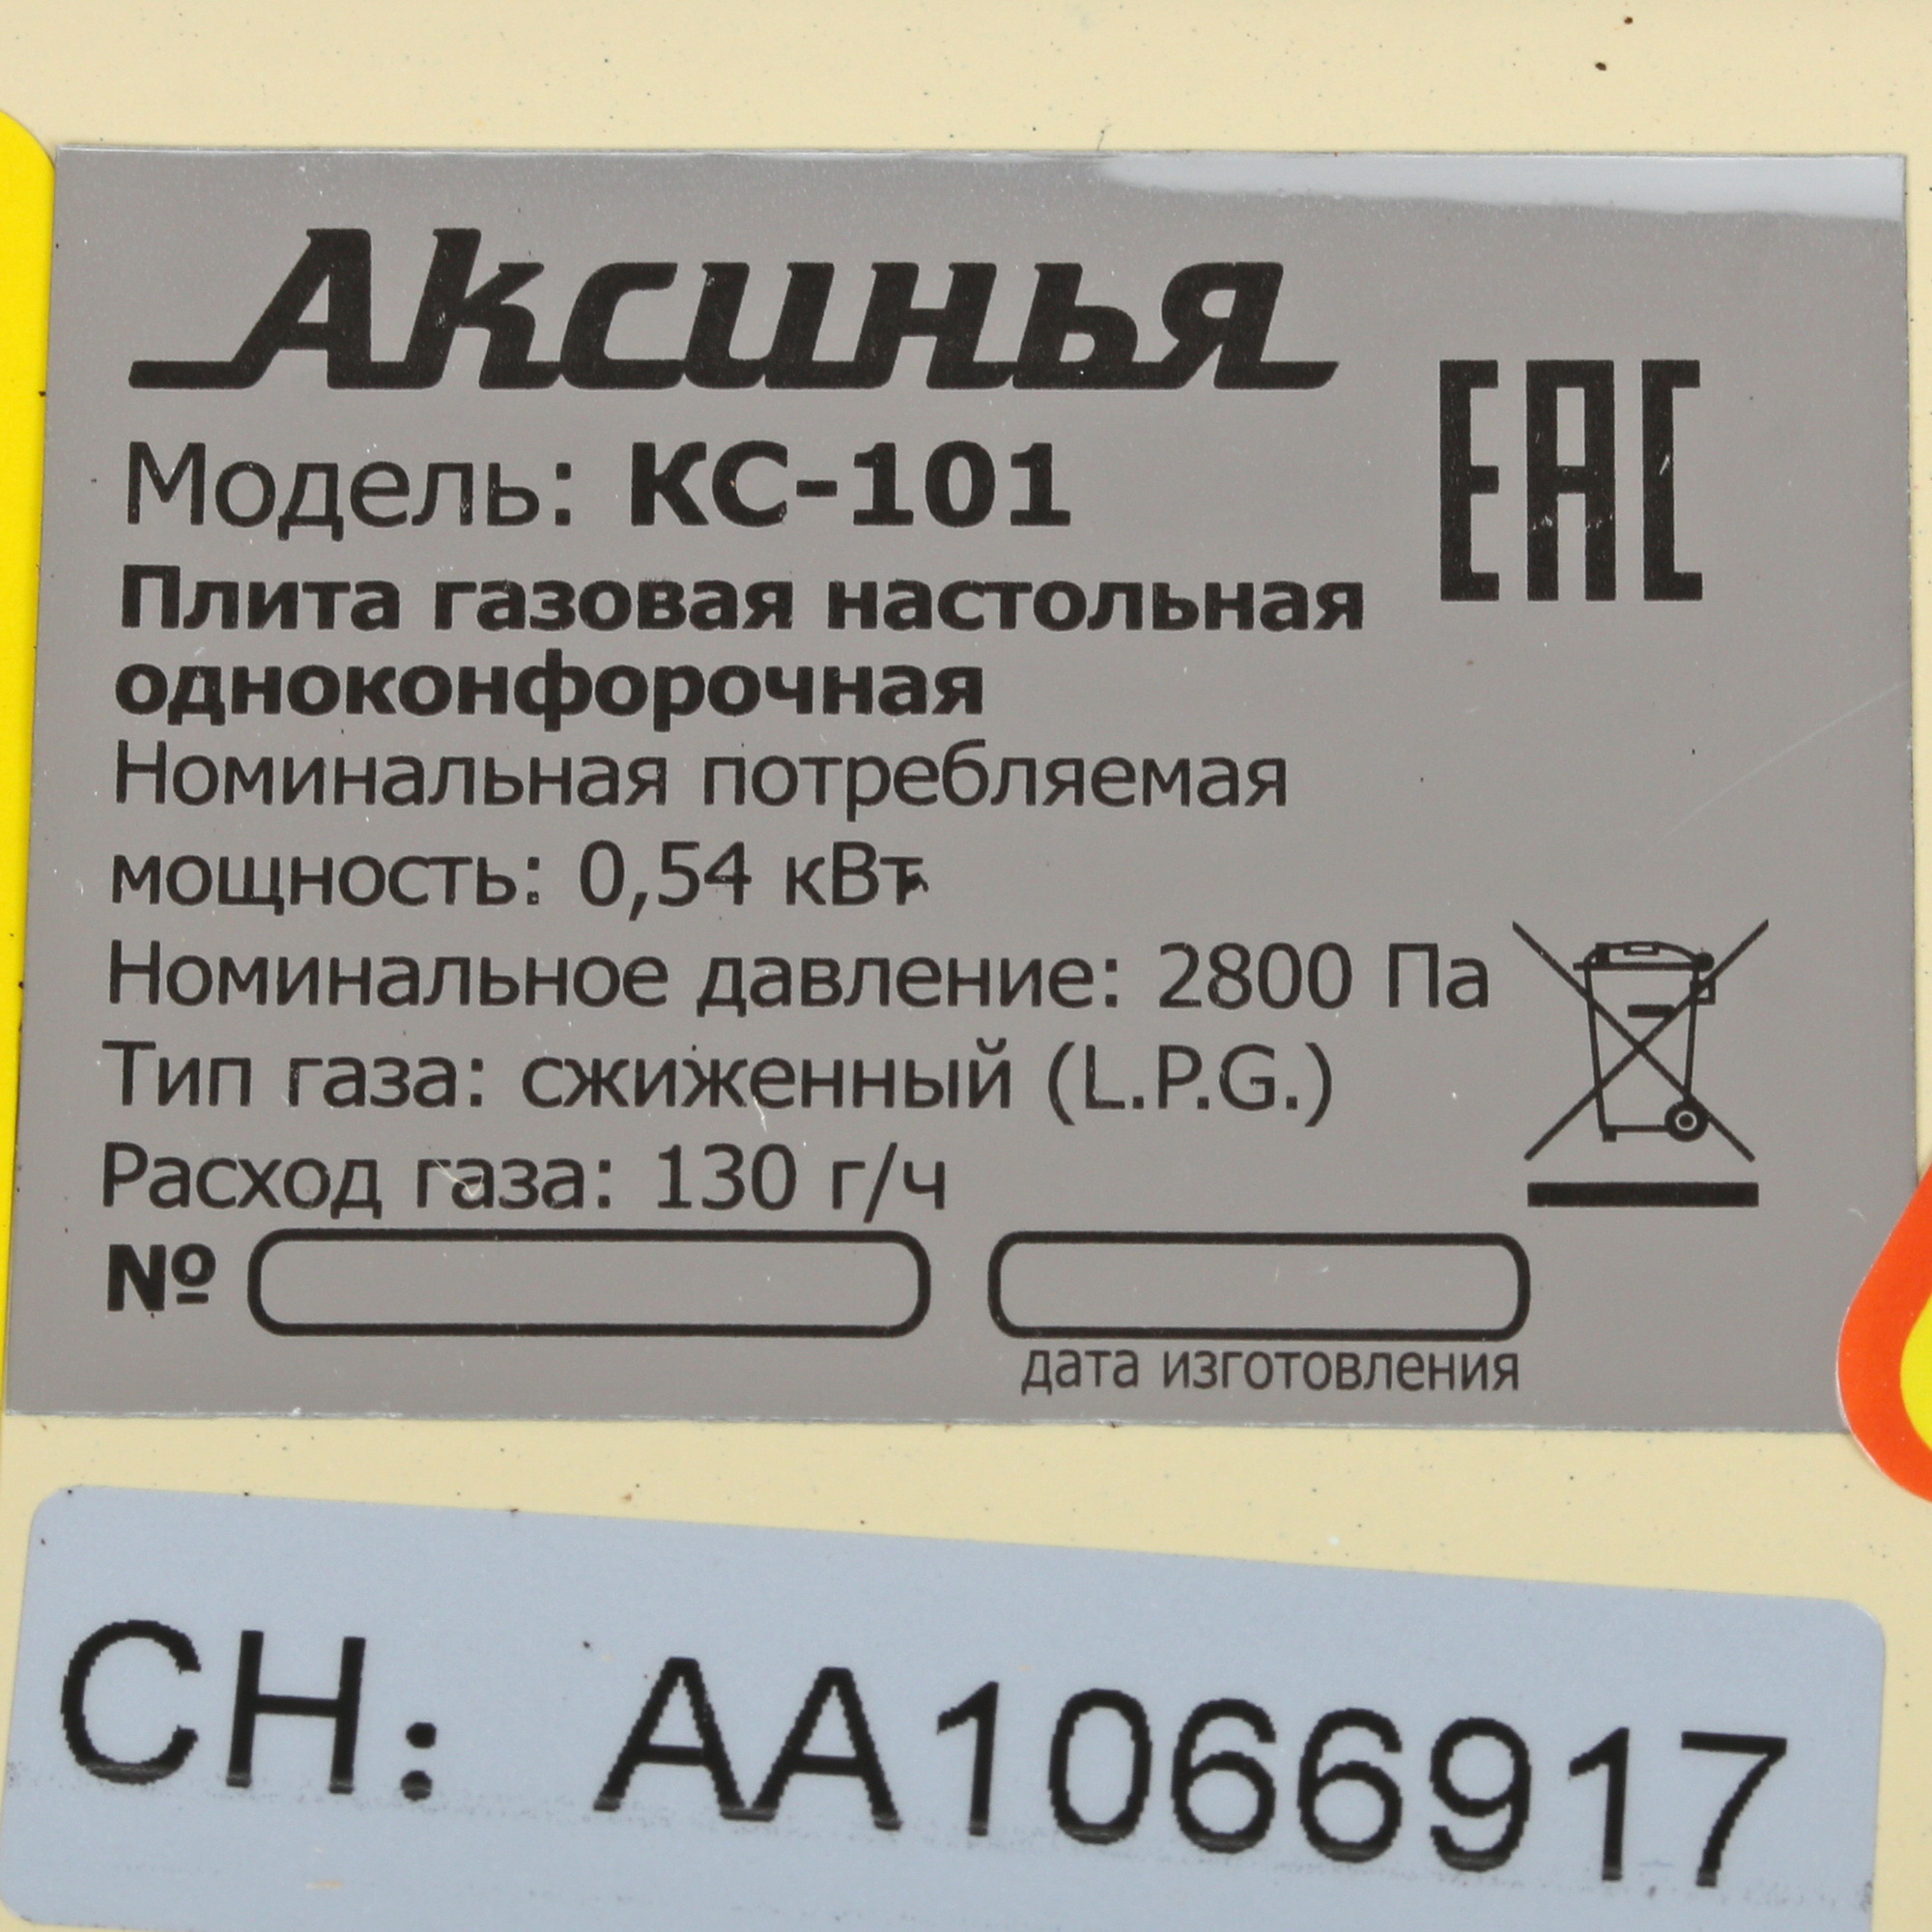 Аксинья
Модель: КС-101
EAC
Плита газовая настольная
одноконфорочная
Номинальная потребляемая
мощность: 0,54 кВт
Номинальное давление: 2800 Па
Тип газа: сжиженный (L.P.G.)
Расход газа: 130 г/ч
№
дата изготовления
СН: АА1066917